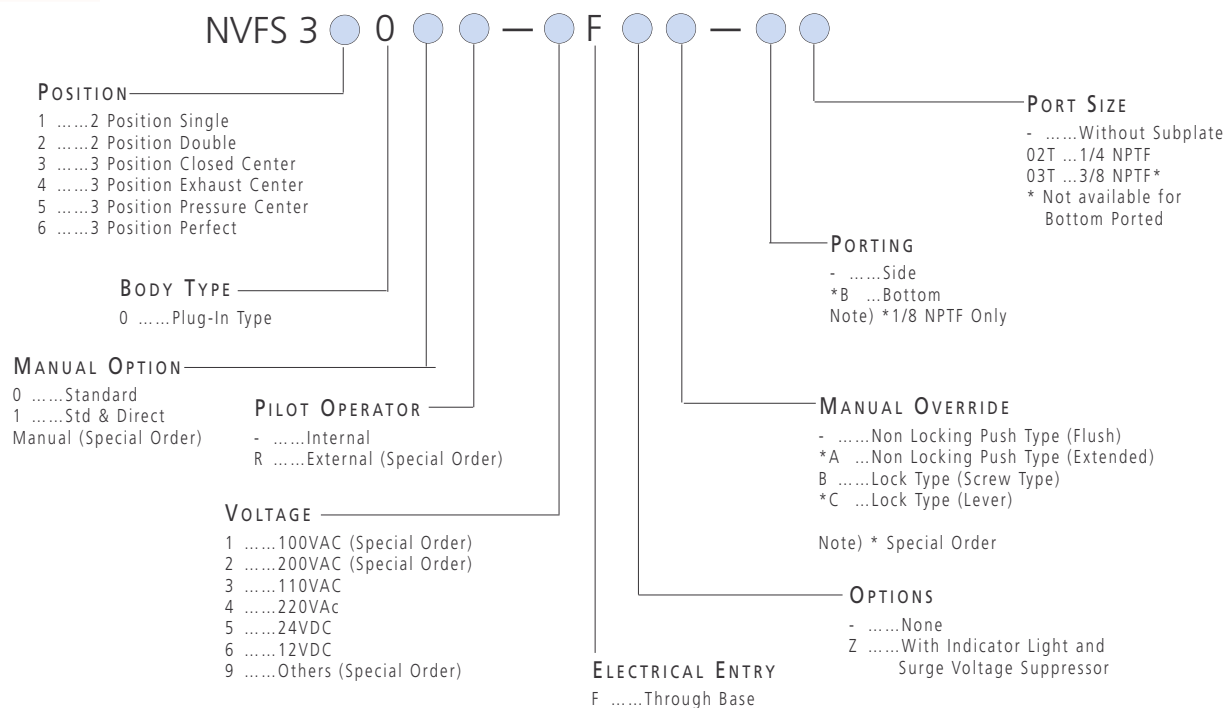 NVFS 3 0 — F —
POSITION
1 ......2 Position Single
2 ......2 Position Double
3 ......3 Position Closed Center
4 ......3 Position Exhaust Center
5 ......3 Position Pressure Center
6 ......3 Position Perfect
BODY TYPE
0 ......Plug-In Type
MANUAL OPTION
0 ......Standard
1 ......Std & Direct
Manual (Special Order)
PILOT OPERATOR
- ......Internal
R ......External (Special Order)
VOLTAGE
1 ......100VAC (Special Order)
2 ......200VAC (Special Order)
3 ......110VAC
4 ......220VAc
5 ......24VDC
6 ......12VDC
9 ......Others (Special Order)
ELECTRICAL ENTRY
F ......Through Base
OPTIONS
- ......None
Z ......With Indicator Light and
Surge Voltage Suppressor
MANUAL OVERRIDE
- ......Non Locking Push Type (Flush)
*A ...Non Locking Push Type (Extended)
B ......Lock Type (Screw Type)
*C ...Lock Type (Lever)
Note) * Special Order
PORTING
- ......Side
*B ...Bottom
Note) *1/8 NPTF Only
PORT SIZE
- ......Without Subplate
02T ...1/4 NPTF
03T ...3/8 NPTF*
* Not available for
Bottom Ported